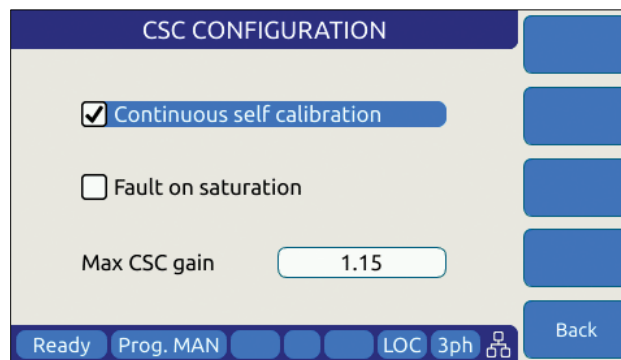 CSC CONFIGURATION
Continuous self calibration
Fault on saturation
Max CSC gain 1.15
Back
Ready Prog. MAN LOC 3ph